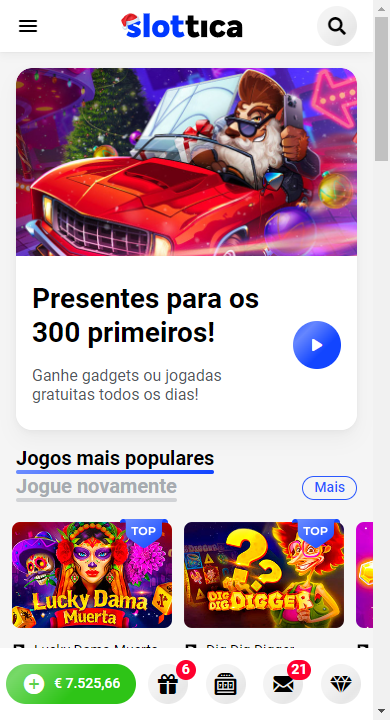 slottica
Presentes para os
300 primeiros!
Ganhe gadgets ou jogadas
gratuitas todos os dias!
Jogos mais populares
Jogue novamente
Mais
TOP
TOP
Lucky Dama
Muerta
DIG DIG
DIGGER
Lucky Dama Muerta
Dig Dig Digger
€ 7.525,66
6
21